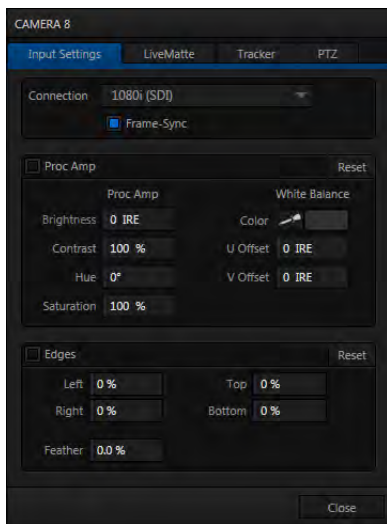 CAMERA 8
Input Settings LiveMatte Tracker PTZ
Connection 1080i (SDI)
Frame-Sync
Proc Amp Reset
Proc Amp White Balance
Brightness 0 IRE Color
Contrast 100 % U Offset 0 IRE
Hue 0° V Offset 0 IRE
Saturation 100 %
Edges Reset
Left 0 % Top 0 %
Right 0 % Bottom 0 %
Feather 0.0 %
Close